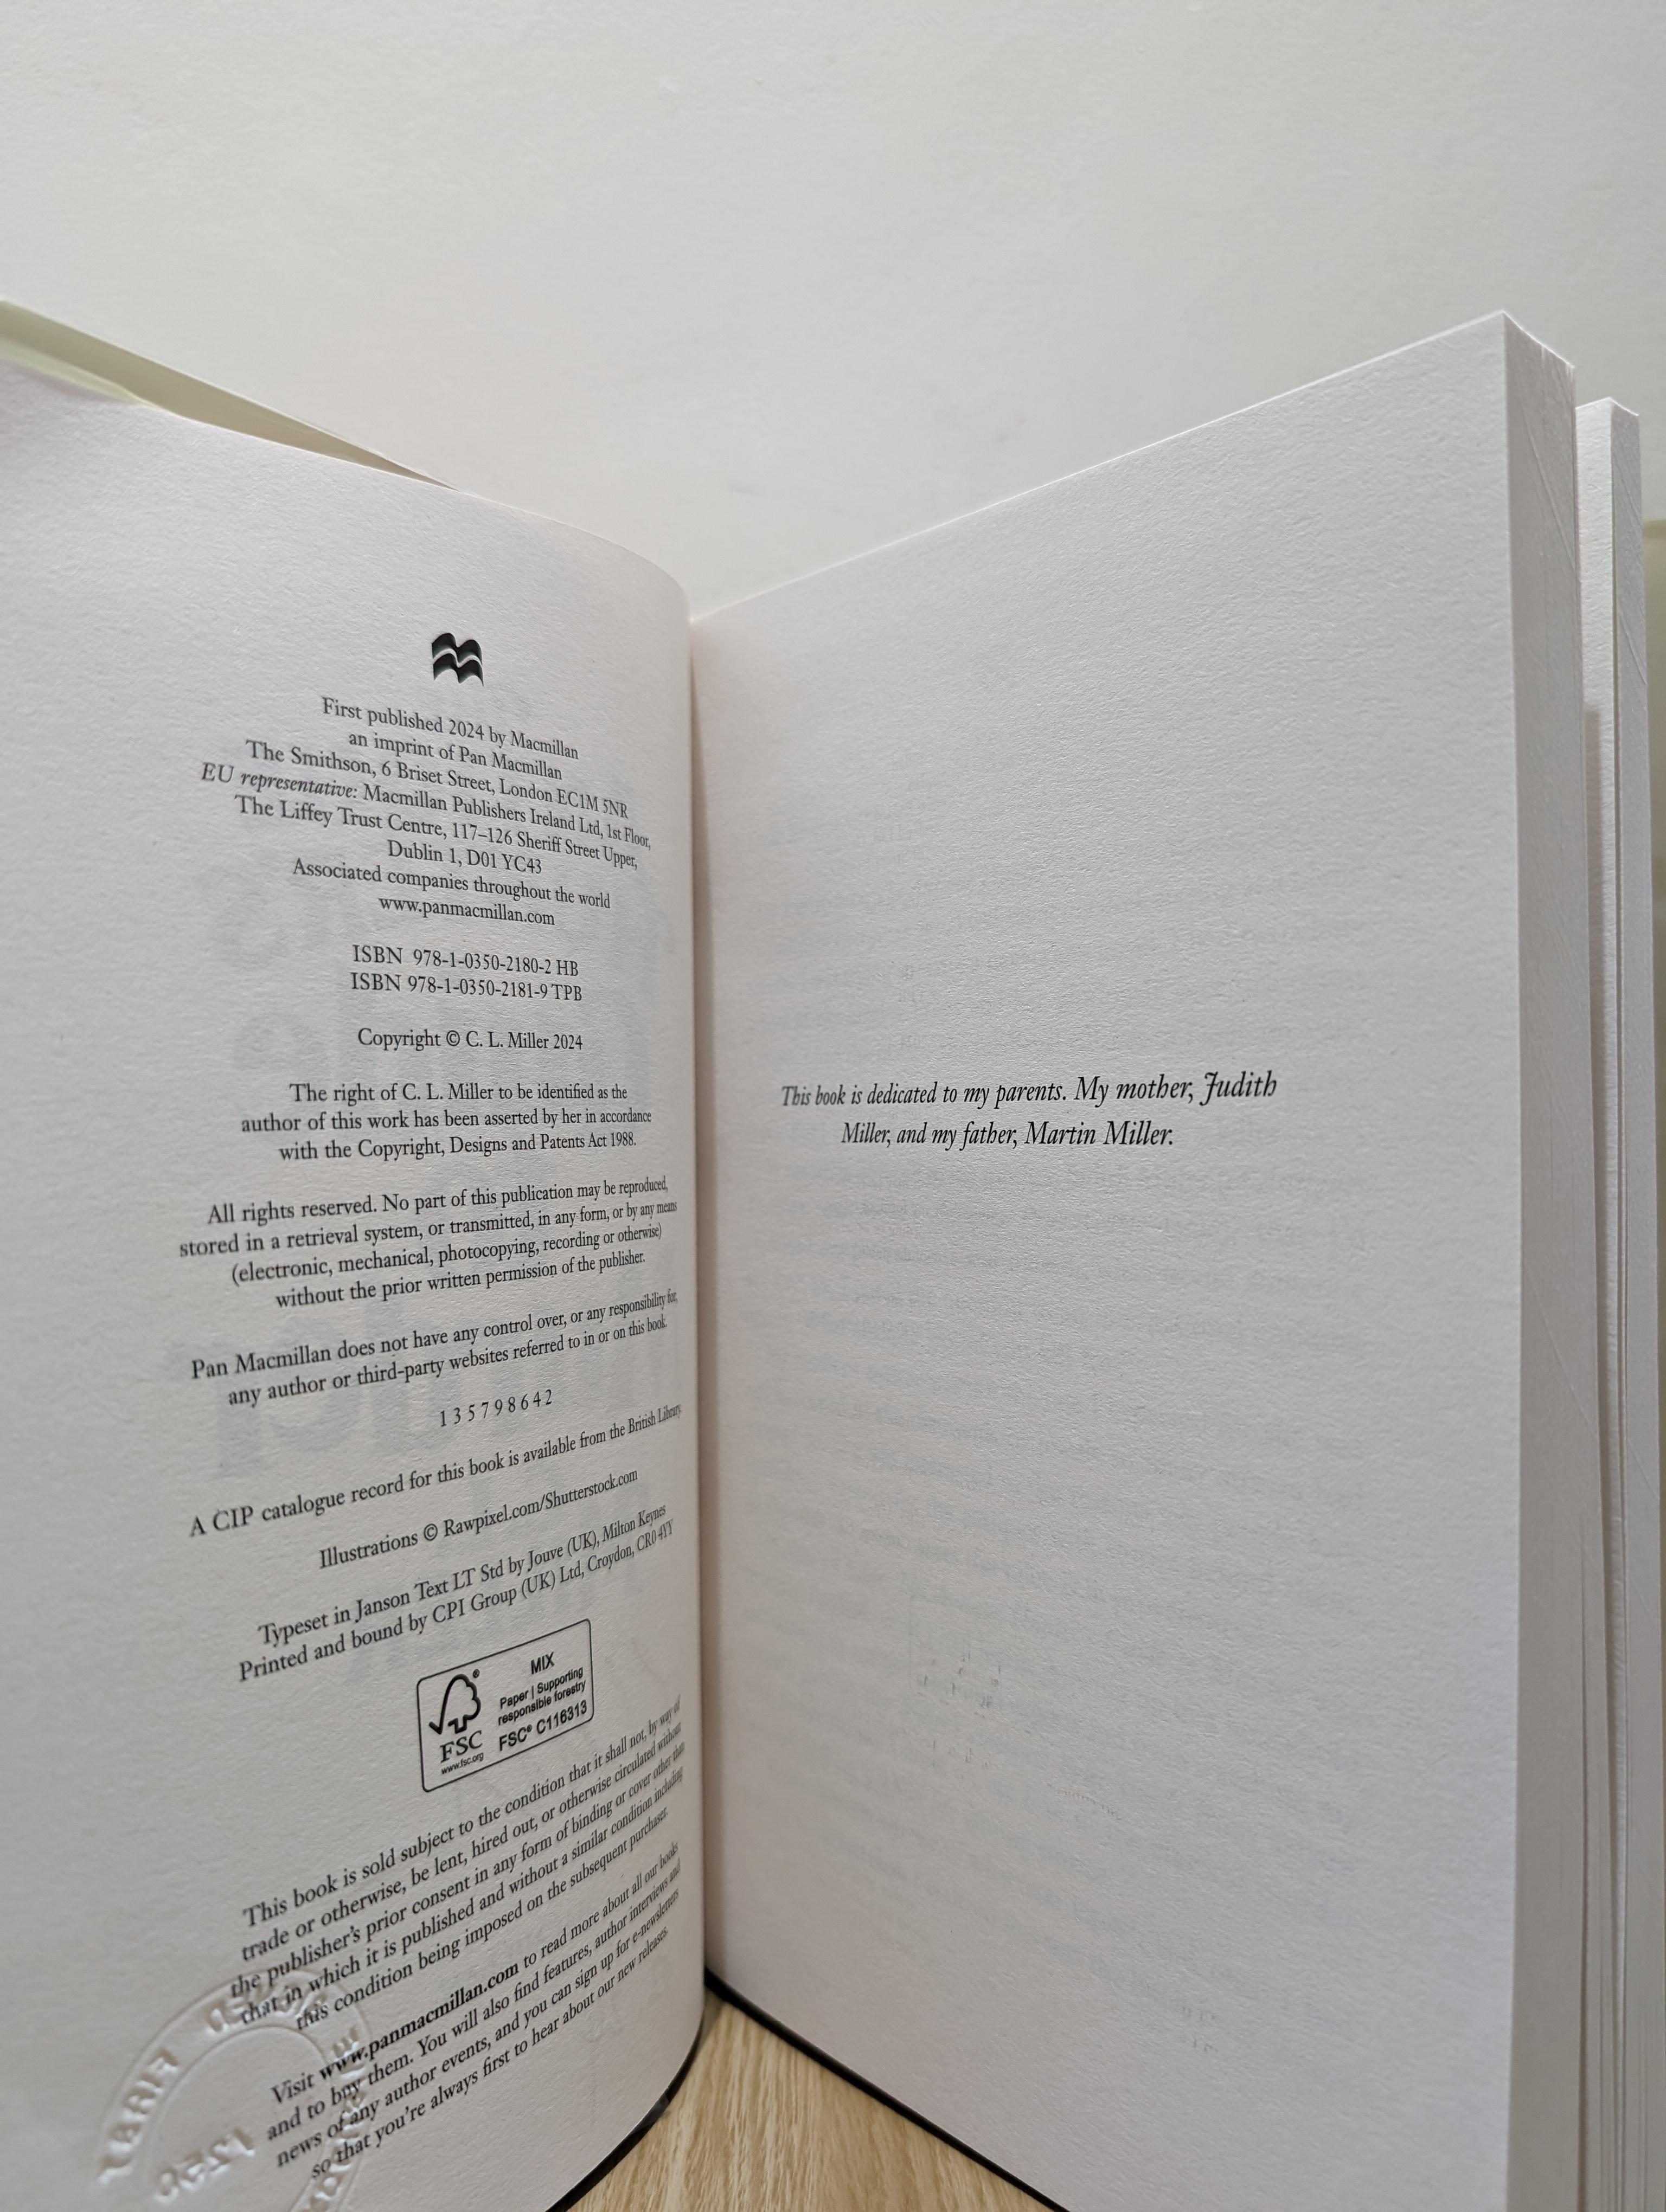 First published 2024 by Macmillan
an imprint of Pan Macmillan
The Smithson, 6 Briset Street, London EC1M 5NR
EU representative: Macmillan Publishers Ireland Ltd, 1st Floor,
The Liffey Trust Centre, 117–126 Sheriff Street Upper,
Dublin 1, D01 YC43
Associated companies throughout the world
www.panmacmillan.com
ISBN 978-1-0350-2180-2 HB
ISBN 978-1-0350-2181-9 TPB
Copyright © C. L. Miller 2024
The right of C. L. Miller to be identified as the
author of this work has been asserted by her in accordance
with the Copyright, Designs and Patents Act 1988.
All rights reserved. No part of this publication may be reproduced,
stored in a retrieval system, or transmitted, in any form, or by any means
(electronic, mechanical, photocopying, recording or otherwise)
without the prior written permission of the publisher.
Pan Macmillan does not have any control over, or any responsibility for,
any author or third-party websites referred to in or on this book.
1 3 5 7 9 8 6 4 2
A CIP catalogue record for this book is available from the British Library.
Illustrations © Rawpixel.com/Shutterstock.com
Typeset in Janson Text LT Std by Jouve (UK), Milton Keynes
Printed and bound by CPI Group (UK) Ltd, Croydon, CR0 4YY
MIX
Paper | Supporting
responsible forestry
FSC® C116313
FSC
www.fsc.org
This book is sold subject to the condition that it shall not, by way of
trade or otherwise, be lent, hired out, or otherwise circulated without
the publisher's prior consent in any form of binding or cover other than
that in which it is published and without a similar condition including
this condition being imposed on the subsequent purchaser.
Visit www.panmacmillan.com to read more about all our books
and to buy them. You will also find features, author interviews and
news of any author events, and you can sign up for e-newsletters
so that you're always first to hear about our new releases.
This book is dedicated to my parents. My mother, Judith
Miller, and my father, Martin Miller.